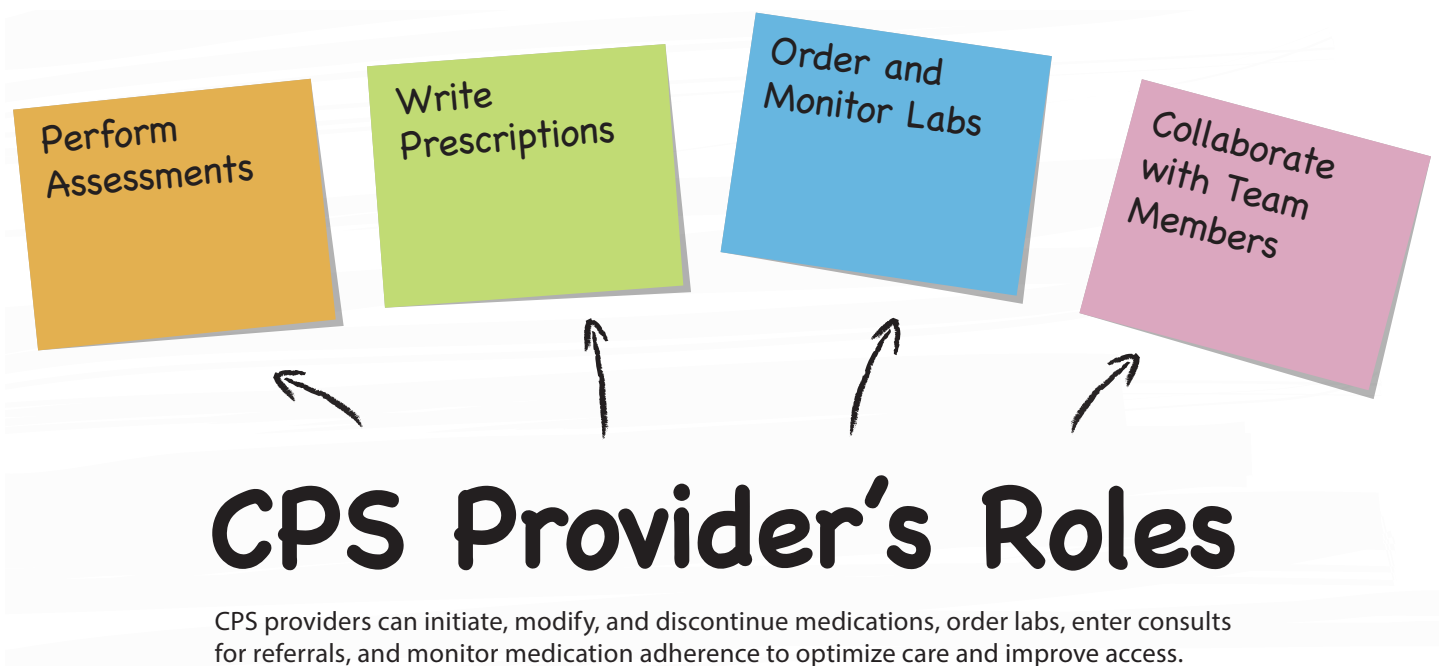 Perform
Assessments
Write
Prescriptions
Order and
Monitor Labs
Collaborate
with Team
Members
CPS Provider's Roles
CPS providers can initiate, modify, and discontinue medications, order labs, enter consults
for referrals, and monitor medication adherence to optimize care and improve access.